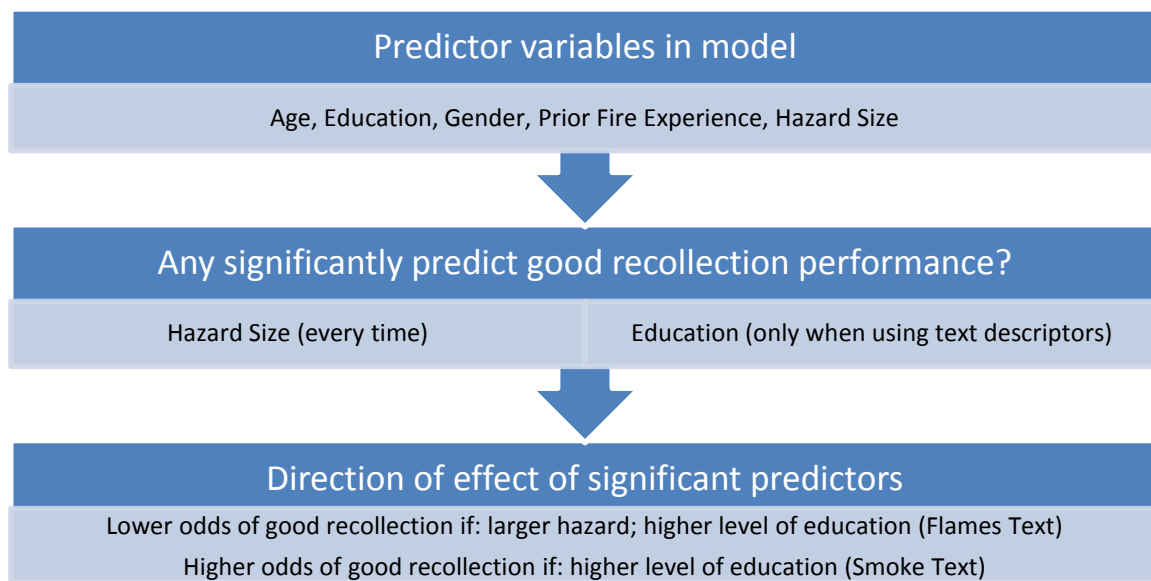 Predictor variables in model
Age, Education, Gender, Prior Fire Experience, Hazard Size
Any significantly predict good recollection performance?
Hazard Size (every time)
Education (only when using text descriptors)
Direction of effect of significant predictors
Lower odds of good recollection if: larger hazard; higher level of education (Flames Text)
Higher odds of good recollection if: higher level of education (Smoke Text)